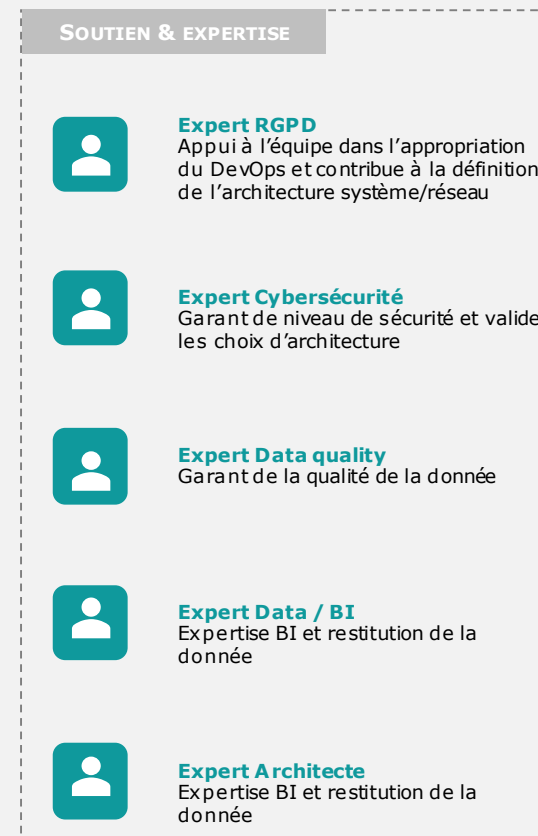 SOUTIEN & EXPERTISE
Expert RGPD
Appui à l’équipe dans l’appropriation
du DevOps et contribue à la définition
de l’architecture système/réseau
Expert Cybersécurité
Garant de niveau de sécurité et valide
les choix d’architecture
Expert Data quality
Garant de la qualité de la donnée
Expert Data / BI
Expertise BI et restitution de la
donnée
Expert Architecte
Expertise BI et restitution de la
donnée